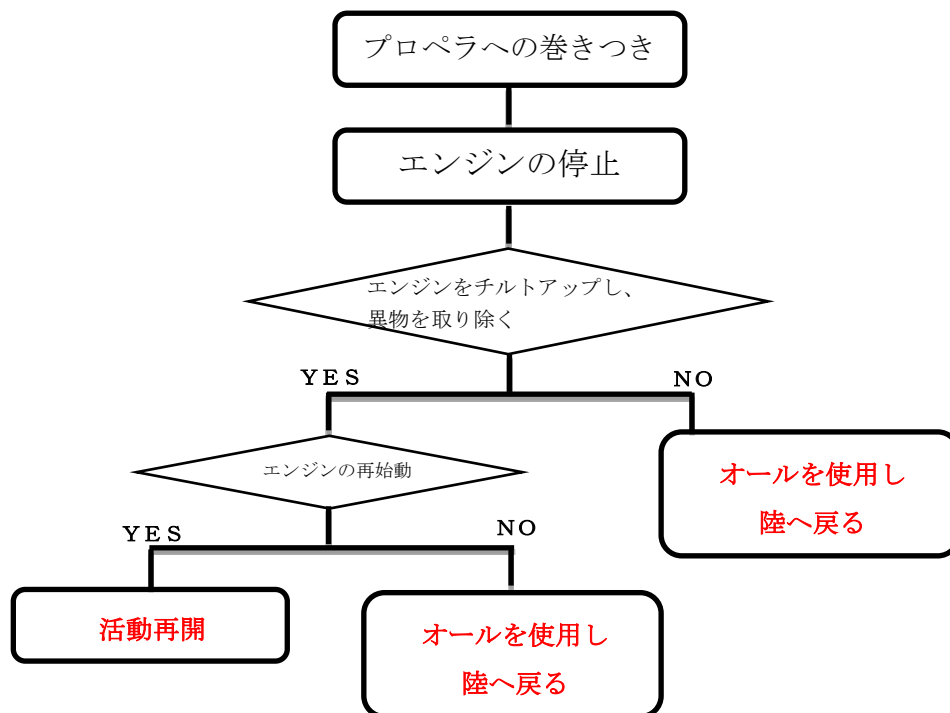 プロペラへの巻きつき
エンジンの停止
エンジンをチルトアップし、
異物を取り除く
YES
NO
エンジンの再始動
オールを使用し
陸へ戻る
YES
NO
活動再開
オールを使用し
陸へ戻る